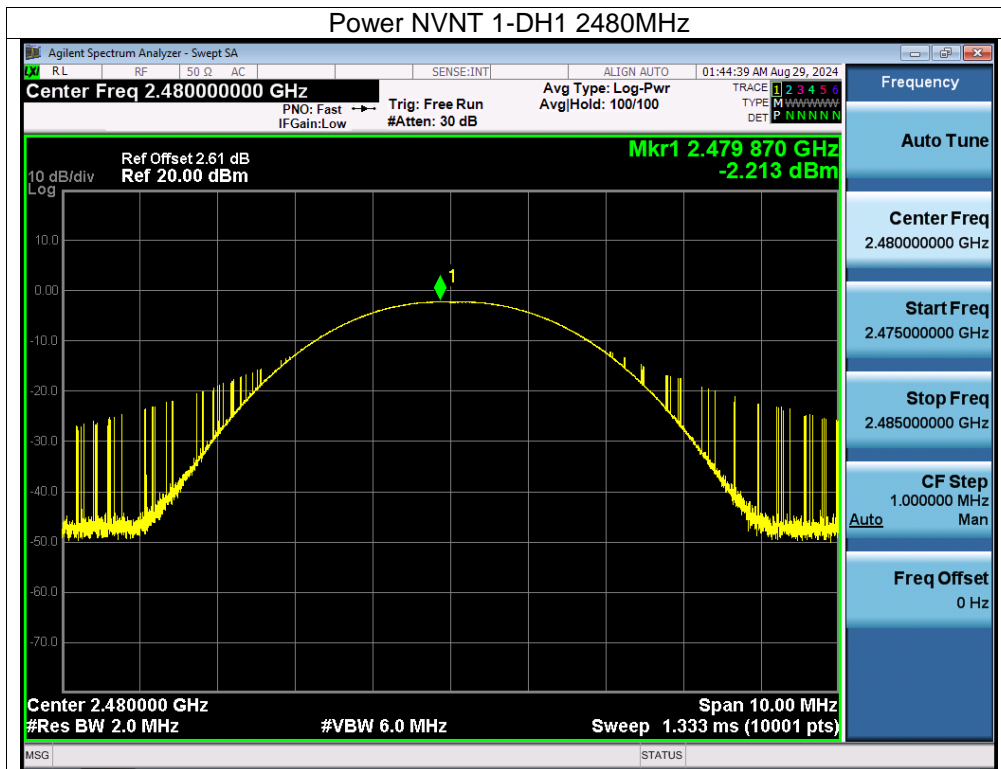 Power NVNT 1-DH1 2480MHz
Agilent Spectrum Analyzer - Swept SA
LXI RL RF 50 Ω AC SENSE:INT ALIGN AUTO 01:44:39 AM Aug 29, 2024
Center Freq 2.480000000 GHz
PNO: Fast
IFGain:Low
Trig: Free Run
#Atten: 30 dB
Avg Type: Log-Pwr
Avg|Hold: 100/100
TRACE 1 2 3 4 5 6
TYPE M WWWWW
DET P N N N N N
Mkr1 2.479 870 GHz
-2.213 dBm
Ref Offset 2.61 dB
10 dB/div Ref 20.00 dBm
Log
10.0
0.00
-10.0
-20.0
-30.0
-40.0
-50.0
-60.0
-70.0
1
Center 2.480000 GHz Span 10.00 MHz
#Res BW 2.0 MHz #VBW 6.0 MHz Sweep 1.333 ms (10001 pts)
MSG STATUS
Frequency
Auto Tune
Center Freq
2.480000000 GHz
Start Freq
2.475000000 GHz
Stop Freq
2.485000000 GHz
CF Step
1.000000 MHz
Auto Man
Freq Offset
0 Hz